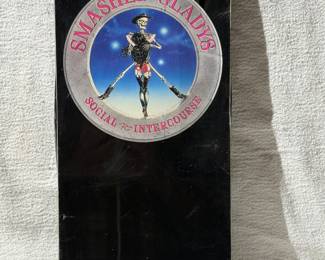 SMASHED GLADYS
SOCIAL INTERCOURSE